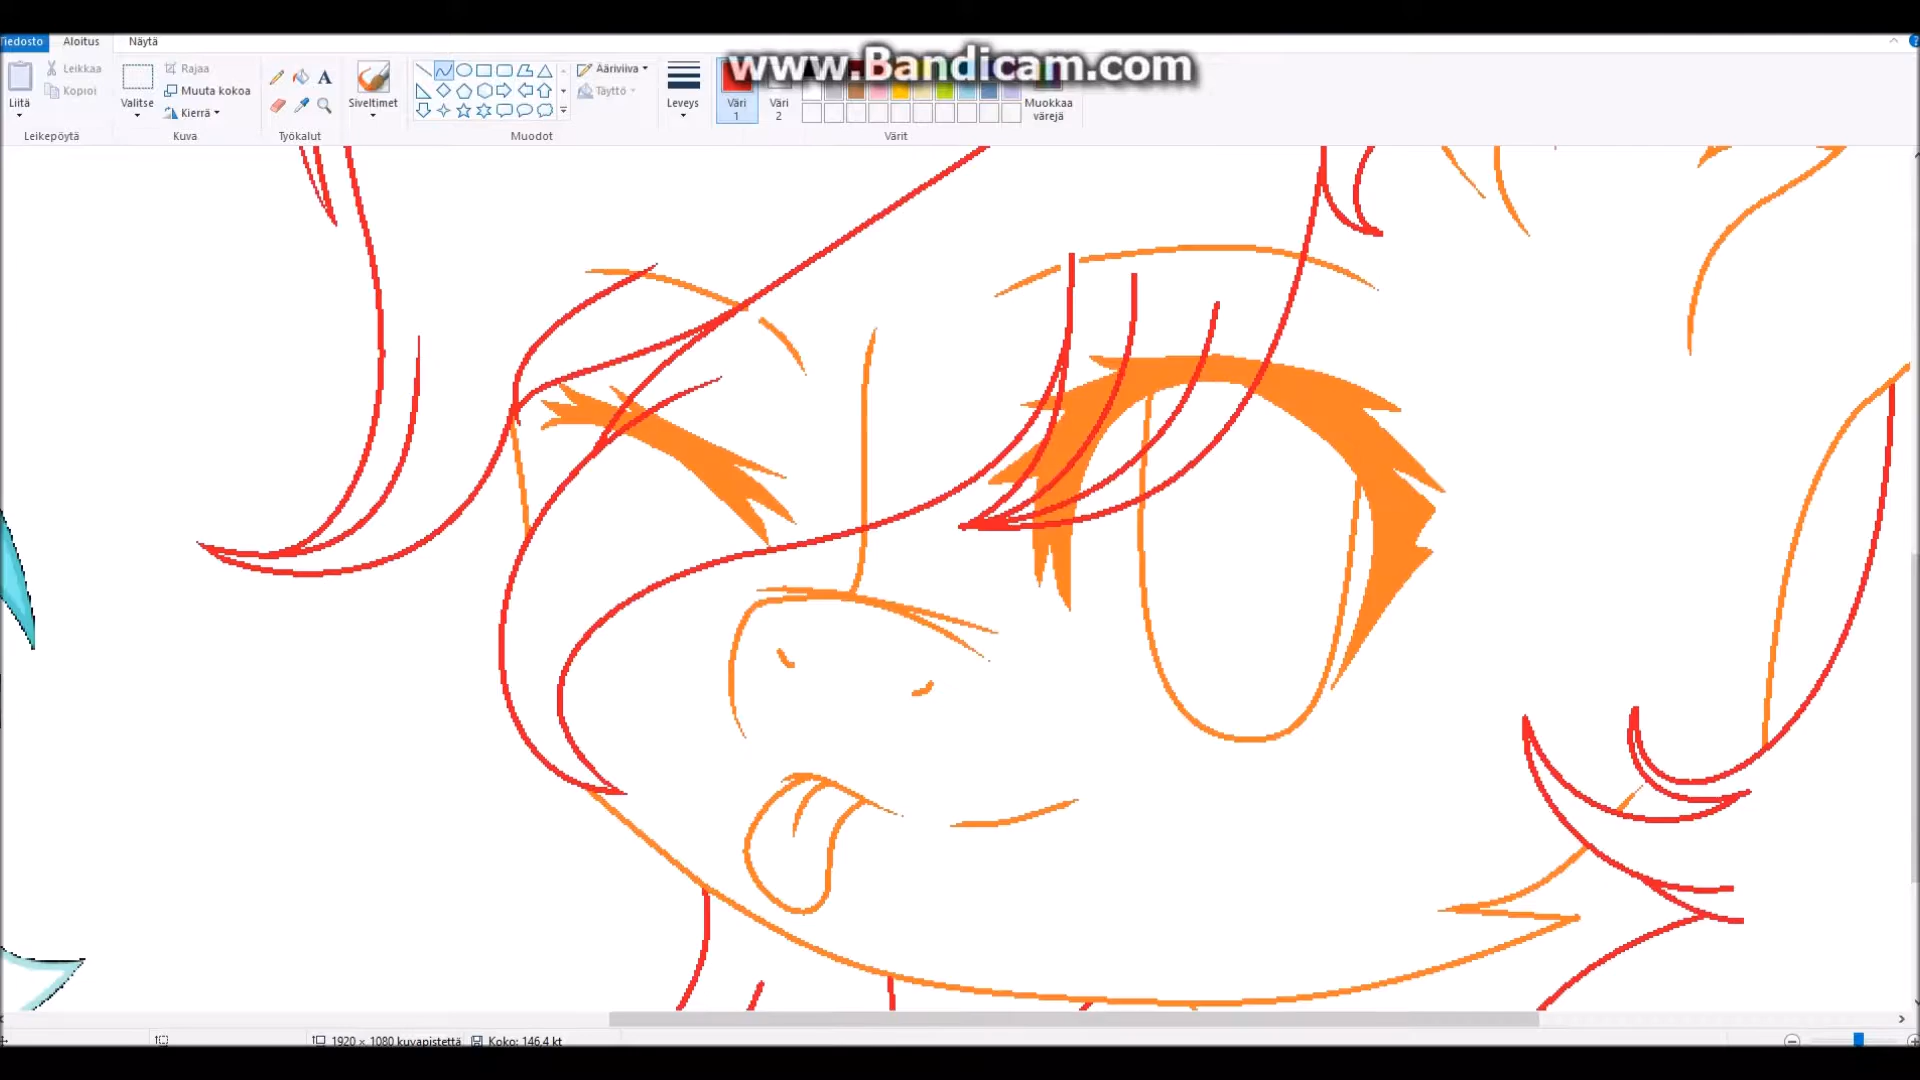 www.Bandicam.com
Tiedosto Aloitus Näytä
Liitä
Leikkaa
Kopioi
Leikepöytä
Valitse
Rajaa
Muuta kokoa
Kierrä
Kuva
A
Työkalut
Siveltimet
Muodot
Ääriviiva
Täyttö
Leveys
Väri
1
Väri
2
Muokkaa
värejä
Värit
1920 × 1080 kuvapistettä
Koko: 146,4 kt